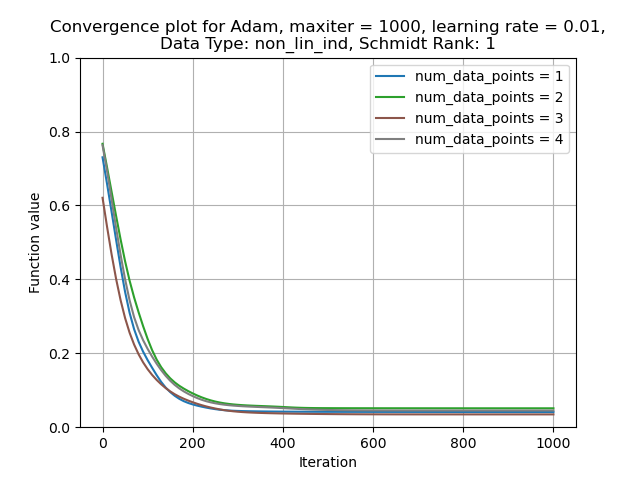 Convergence plot for Adam, maxiter = 1000, learning rate = 0.01,
Data Type: non_lin_ind, Schmidt Rank: 1
num_data_points = 1
num_data_points = 2
num_data_points = 3
num_data_points = 4
Function value
1.0
0.8
0.6
0.4
0.2
0.0
0 200 400 600 800 1000
Iteration